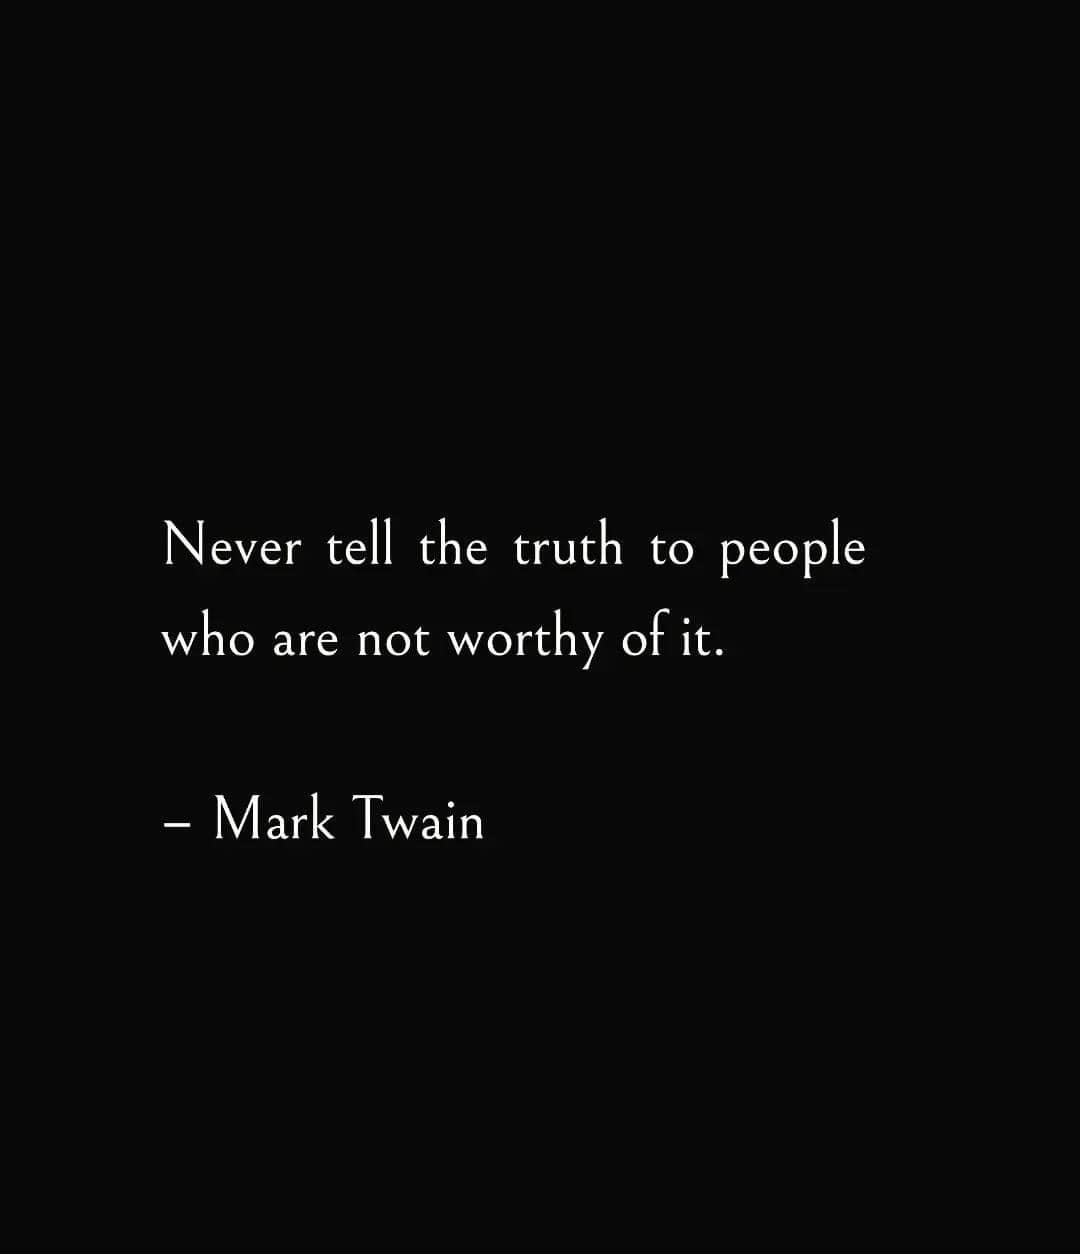 Never tell the truth to people
who are not worthy of it.
– Mark Twain